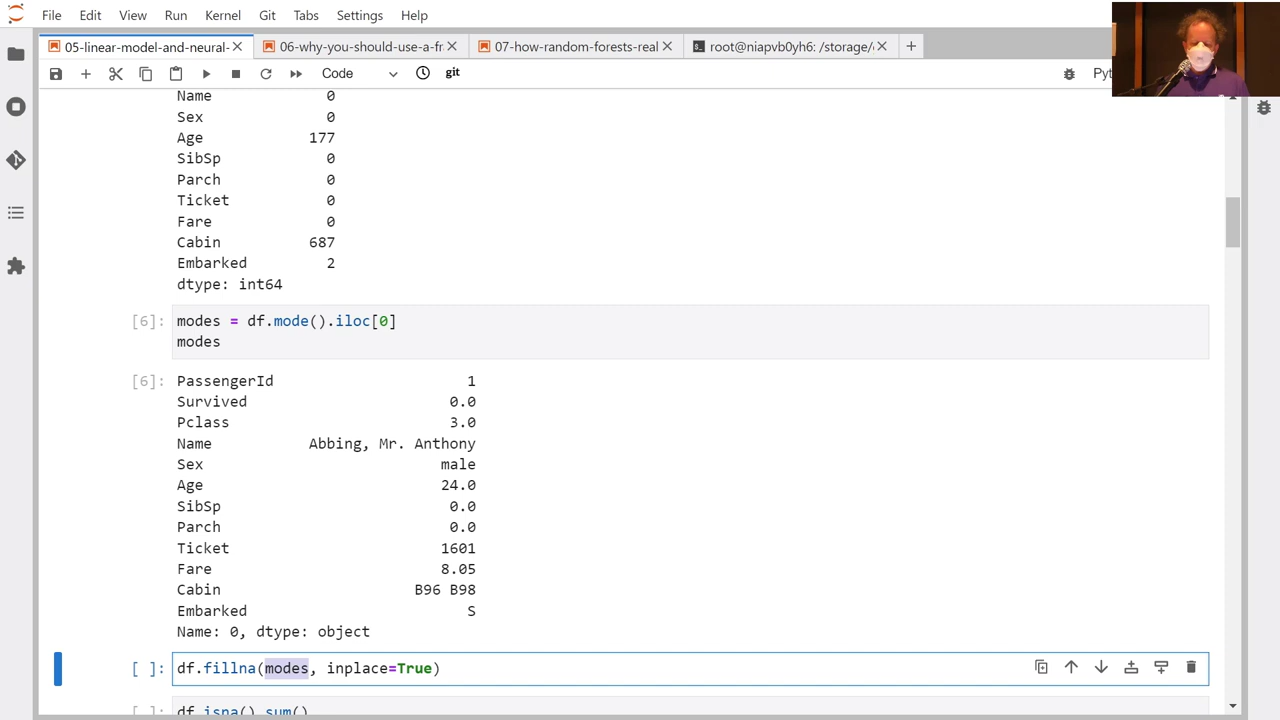 File Edit View Run Kernel Git Tabs Settings Help
05-linear-model-and-neural- 06-why-you-should-use-a-fr 07-how-random-forests-real root@niapvb0yh6: /storage/
Code git Pyt
Name 0
Sex 0
Age 177
SibSp 0
Parch 0
Ticket 0
Fare 0
Cabin 687
Embarked 2
dtype: int64
[6]: modes = df.mode().iloc[0]
modes
[6]: PassengerId 1
Survived 0.0
Pclass 3.0
Name Abbing, Mr. Anthony
Sex male
Age 24.0
SibSp 0.0
Parch 0.0
Ticket 1601
Fare 8.05
Cabin B96 B98
Embarked S
Name: 0, dtype: object
[ ]: df.fillna(modes, inplace=True)
[ ]: df.isna().sum()